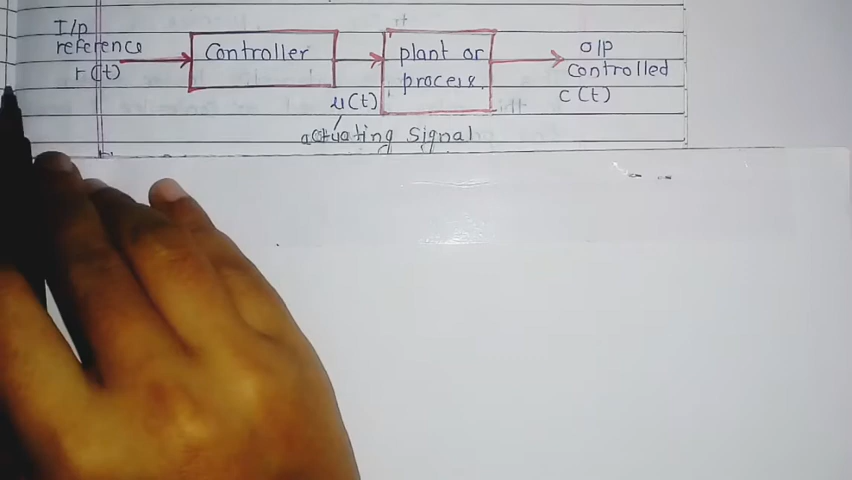 I/p
reference
r(t)
Controller
u(t)
actuating Signal
plant or
process.
O/P
Controlled
C(t)